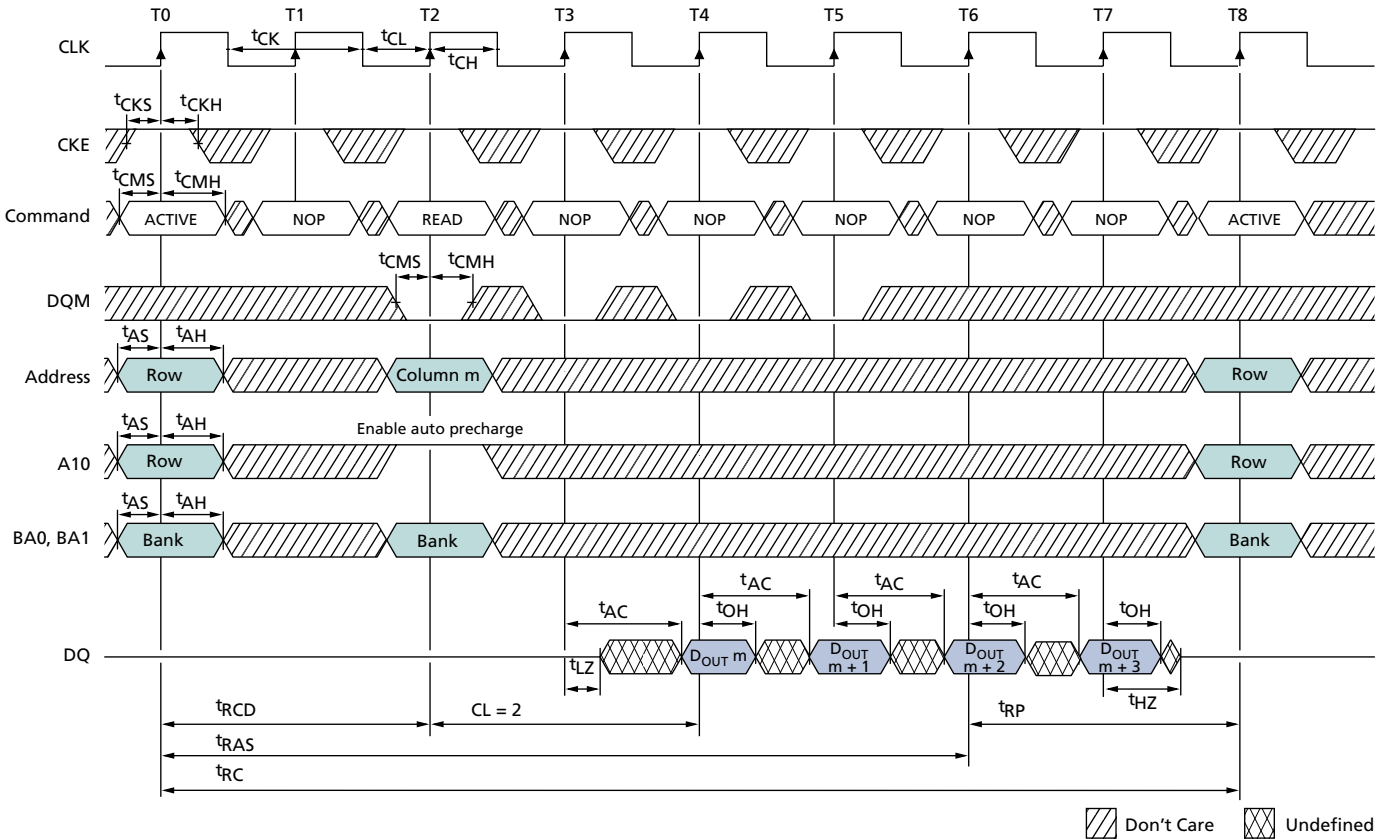 T0 T1 T2 T3 T4 T5 T6 T7 T8
CLK
tCK tCL tCH
tCKS tCKH
CKE
tCMS tCMH
Command ACTIVE NOP READ NOP NOP NOP NOP NOP ACTIVE
tCMS tCMH
DQM
tAS tAH
Address Row Column m Row
tAS tAH Enable auto precharge
A10 Row Row
tAS tAH
BA0, BA1 Bank Bank Bank
tAC tAC tAC
tAC tOH tOH tOH tOH
DQ DOUT m DOUT m + 1 DOUT m + 2 DOUT m + 3
tLZ tHZ
tRCD CL = 2 tRP
tRAS
tRC
Don't Care Undefined